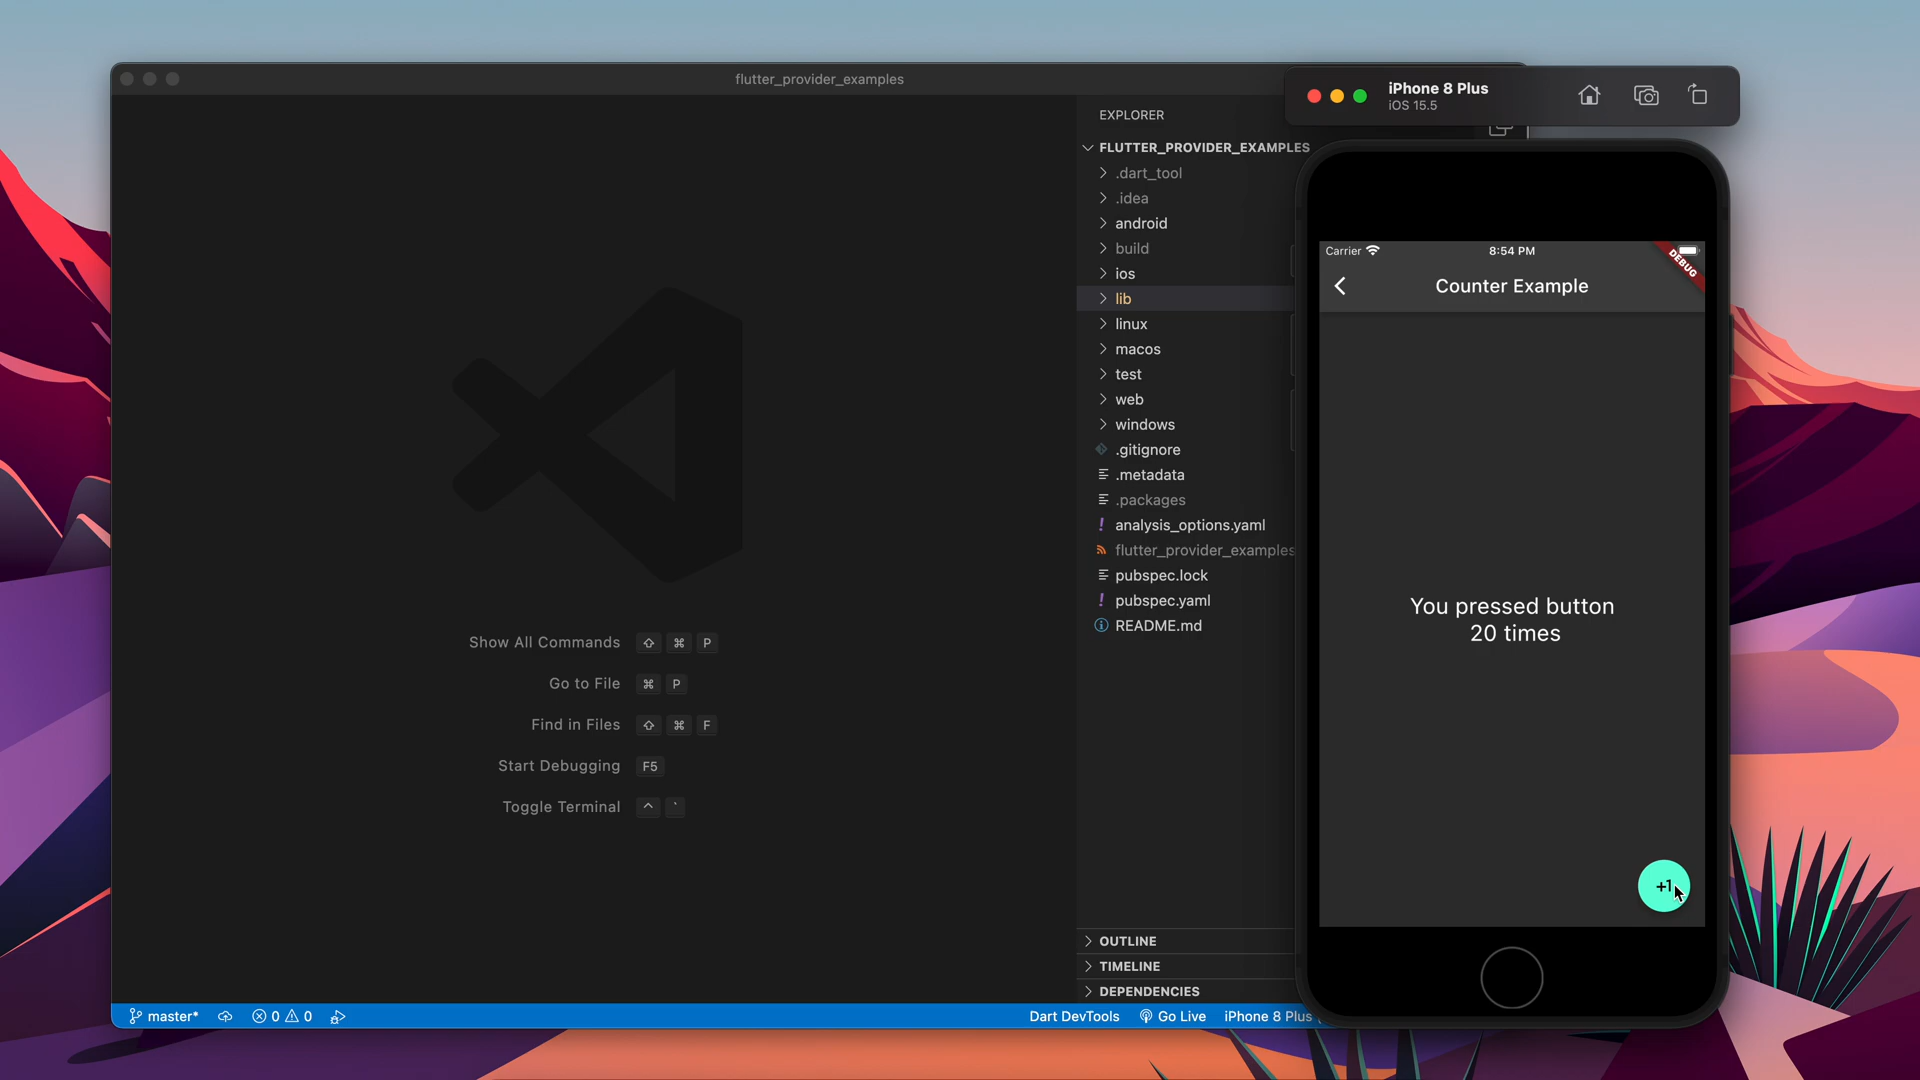 flutter_provider_examples
EXPLORER
FLUTTER_PROVIDER_EXAMPLES
.dart_tool
.idea
android
build
ios
lib
linux
macos
test
web
windows
.gitignore
.metadata
.packages
analysis_options.yaml
flutter_provider_examples
pubspec.lock
pubspec.yaml
README.md
OUTLINE
TIMELINE
DEPENDENCIES
Show All Commands ⇧ ⌘ P
Go to File ⌘ P
Find in Files ⇧ ⌘ F
Start Debugging F5
Toggle Terminal ^ `
master* 0 0 Dart DevTools Go Live iPhone 8 Plus
iPhone 8 Plus
iOS 15.5
Carrier 8:54 PM
DEBUG
Counter Example
You pressed button
20 times
+1